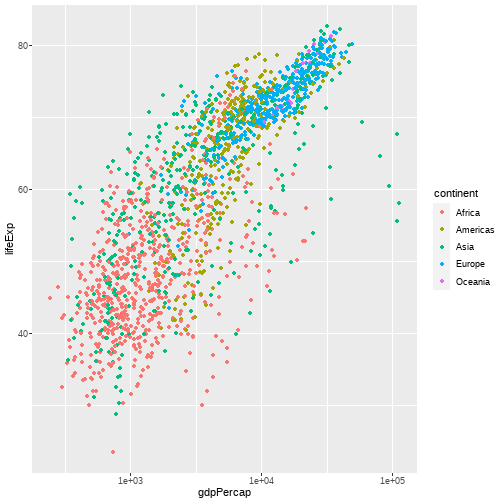 80
60
40
lifeExp
1e+03
1e+04
1e+05
gdpPercap
continent
Africa
Americas
Asia
Europe
Oceania